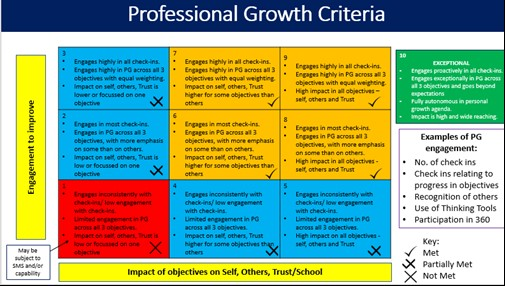 Professional Growth Criteria
Engagement to improve
3
• Engages highly in all check-ins.
• Engages highly in PG across all 3
objectives with equal weighting.
• Impact on self, others, Trust is
lower or focussed on one
objective
7
• Engages highly in all check-ins.
• Engages highly in PG across all 3
objectives with equal weighting.
• Impact on self, others, Trust
higher for some objectives than
others
9
• Engages highly in all check-ins.
• Engages highly in PG across all 3
objectives with equal weighting.
• High impact in all objectives -
self, others and Trust
10
EXCEPTIONAL
• Engages proactively in all check-ins.
• Engages exceptionally in PG across
all 3 objectives and goes beyond
expectations
• Fully autonomous in personal
growth agenda.
• Impact is high and wide reaching.
2
• Engages in most check-ins.
• Engages in PG across all 3
objectives, with more emphasis
on some than on others.
• Impact on self, others, Trust is
low or focussed on one objective
6
• Engages in most check-ins.
• Engages in PG across all 3
objectives, with more emphasis
on some than on others.
• Impact on self, others, Trust
higher for some objectives than
others
8
• Engages in most check-ins.
• Engages in PG across all 3
objectives, with more emphasis
on some than on others.
• High impact in all objectives -
self, others and Trust
1
• Engages inconsistently with
check-ins/ low engagement with
check-ins.
• Limited engagement in PG
across all 3 objectives.
• Impact on self, others, Trust is
low or focussed on one
objective
4
• Engages inconsistently with
check-ins/ low engagement
with check-ins.
• Limited engagement in PG
across all 3 objectives.
• Impact on self, others, Trust
higher for some objectives than
others
5
• Engages inconsistently with
check-ins/ low engagement with
check-ins.
• Limited engagement in PG
across all 3 objectives.
• High impact on all objectives -
self, others and Trust
Examples of PG
engagement:
• No. of check ins
• Check ins relating to
progress in objectives
• Recognition of others
• Use of Thinking Tools
• Participation in 360
Key:
Met
Partially Met
Not Met
May be
subject to
SMS and/or
capability
Impact of objectives on Self, Others, Trust/School